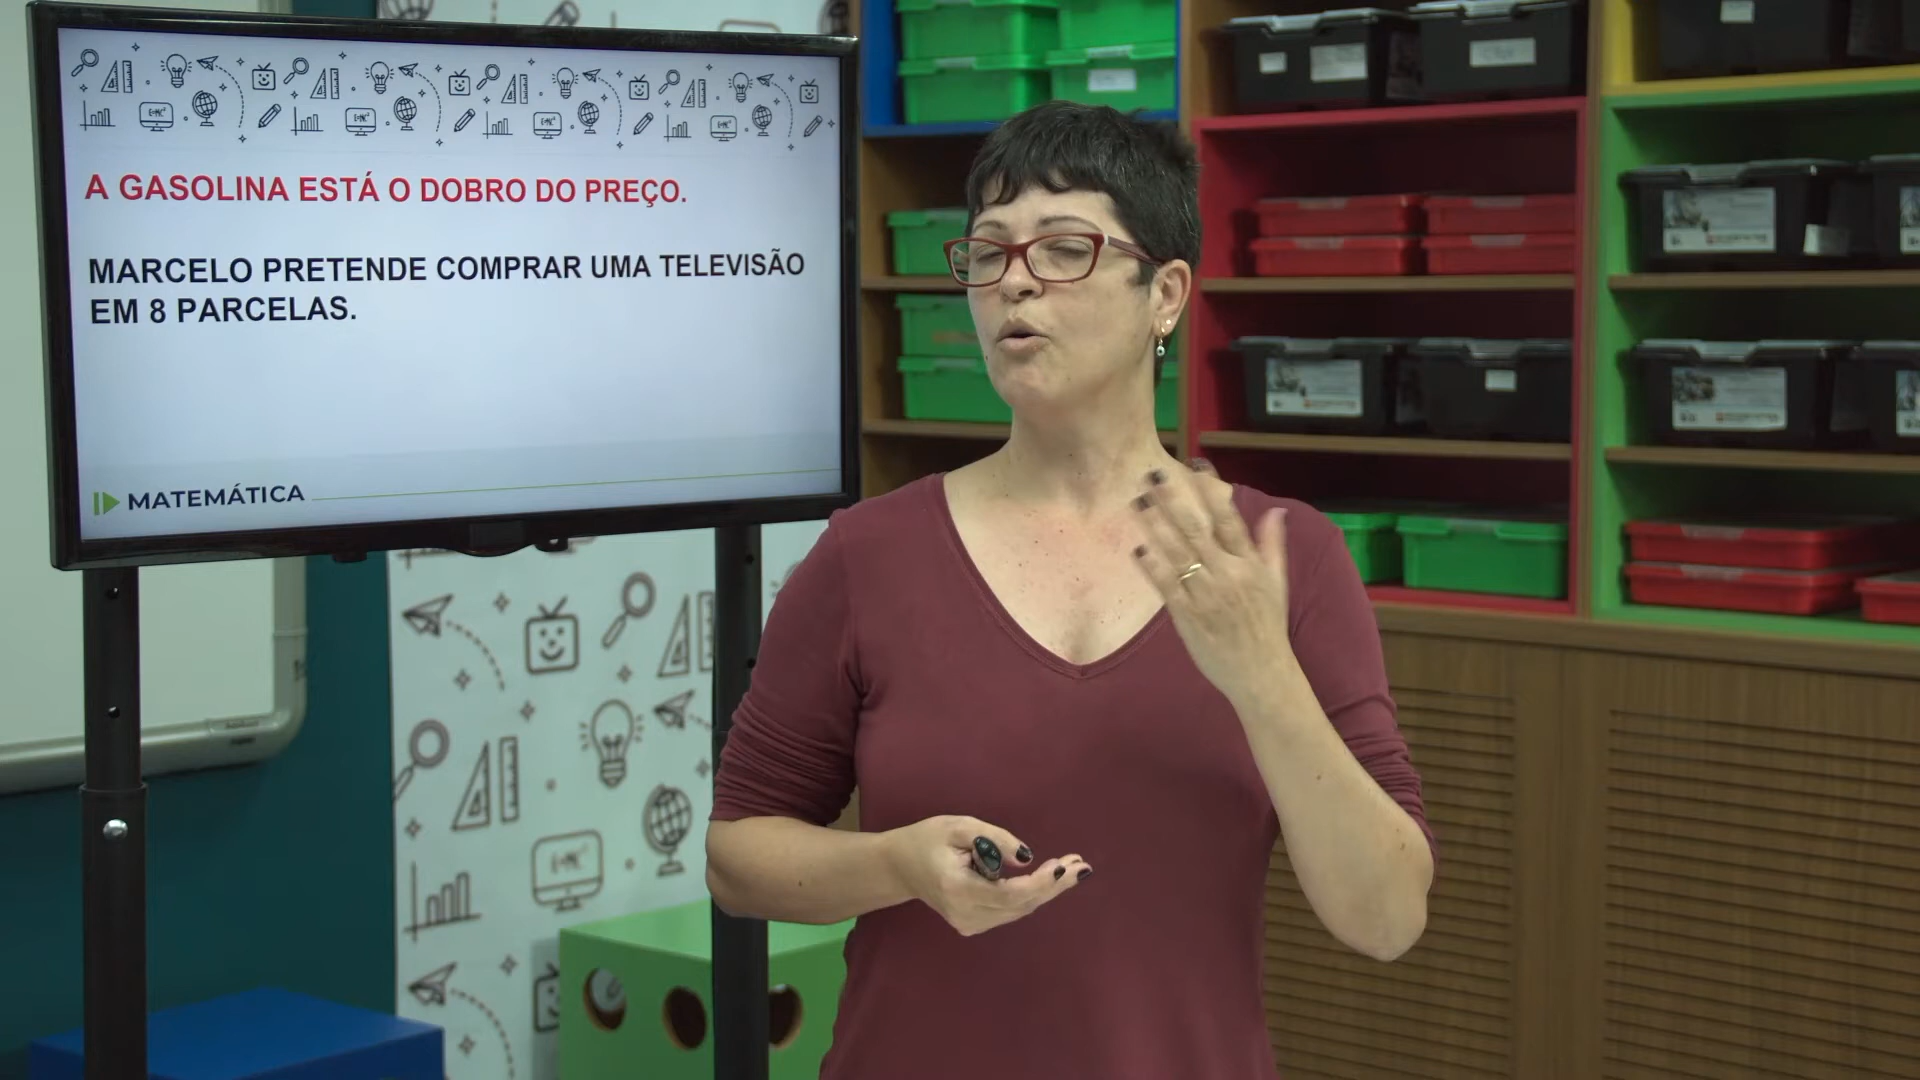 A GASOLINA ESTÁ O DOBRO DO PREÇO.
MARCELO PRETENDE COMPRAR UMA TELEVISÃO
EM 8 PARCELAS.
MATEMÁTICA